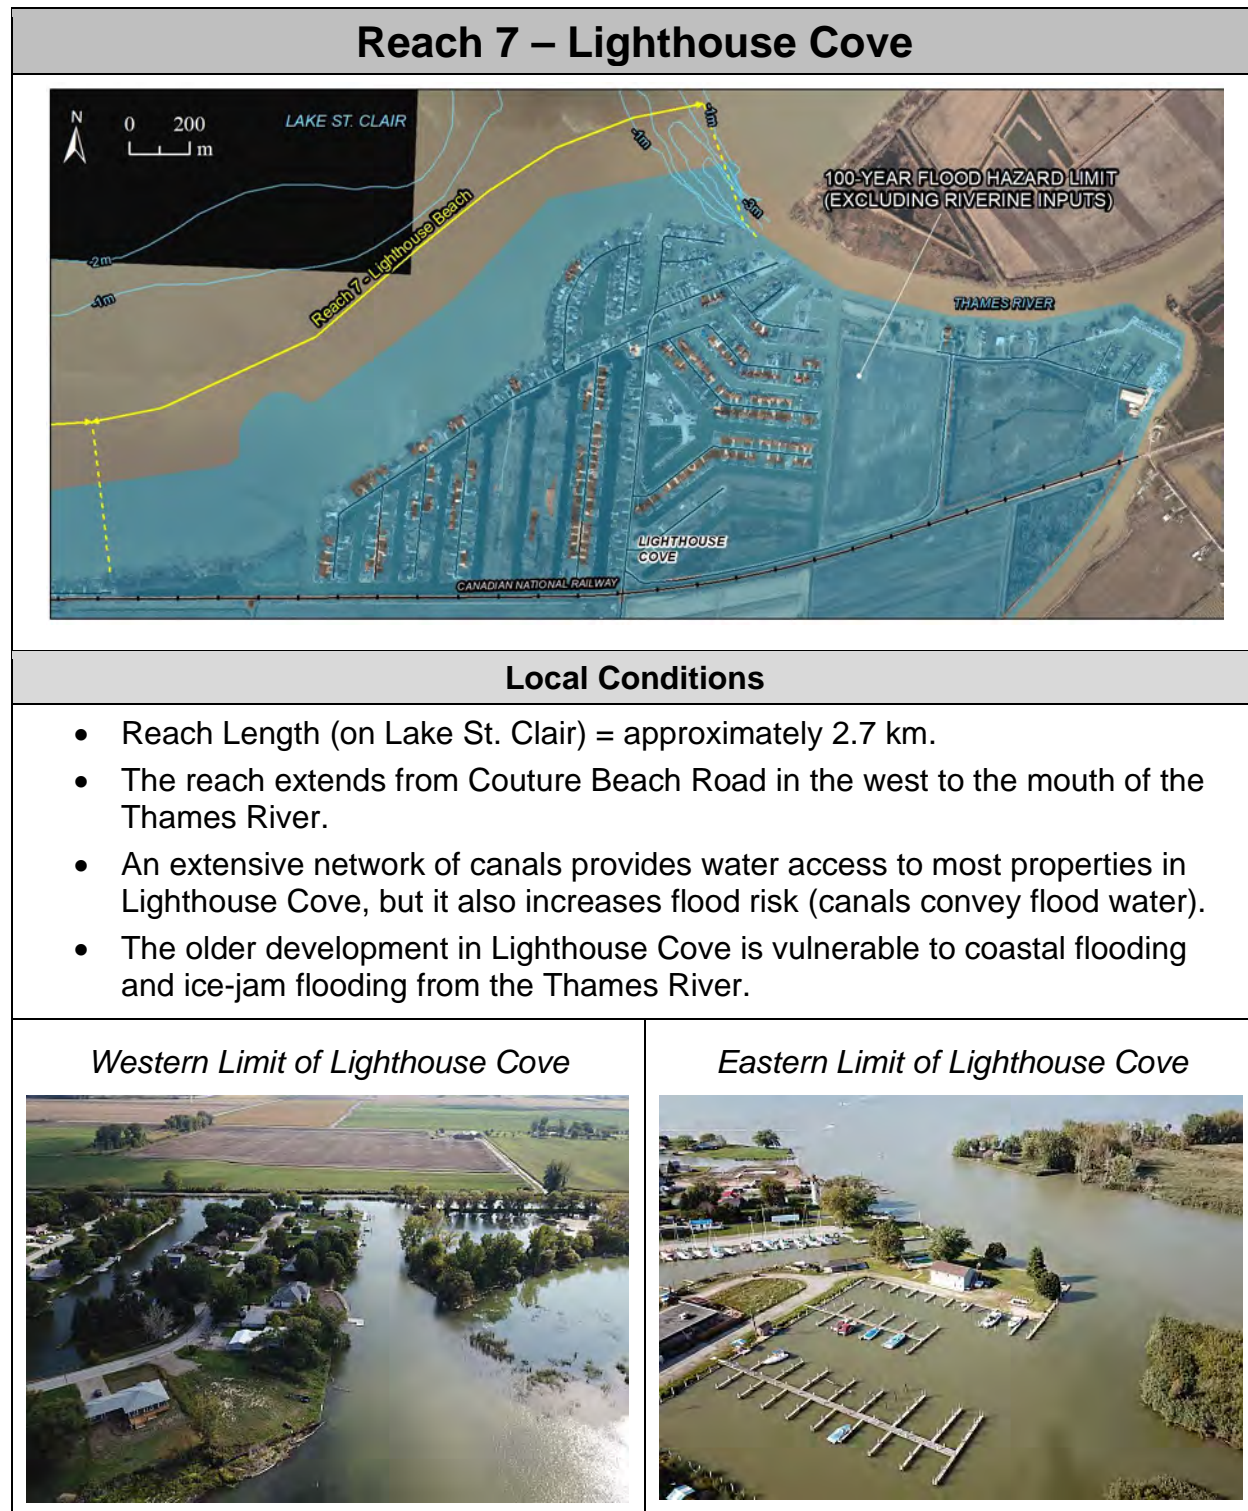 Reach 7 – Lighthouse Cove
N
0 200
m
LAKE ST. CLAIR
-2m
-1m
Reach 7 - Lighthouse Beach
-1m
-1m
-3m
100-YEAR FLOOD HAZARD LIMIT
(EXCLUDING RIVERINE INPUTS)
THAMES RIVER
LIGHTHOUSE
COVE
CANADIAN NATIONAL RAILWAY
Local Conditions
• Reach Length (on Lake St. Clair) = approximately 2.7 km.
• The reach extends from Couture Beach Road in the west to the mouth of the
Thames River.
• An extensive network of canals provides water access to most properties in
Lighthouse Cove, but it also increases flood risk (canals convey flood water).
• The older development in Lighthouse Cove is vulnerable to coastal flooding
and ice-jam flooding from the Thames River.
Western Limit of Lighthouse Cove
Eastern Limit of Lighthouse Cove